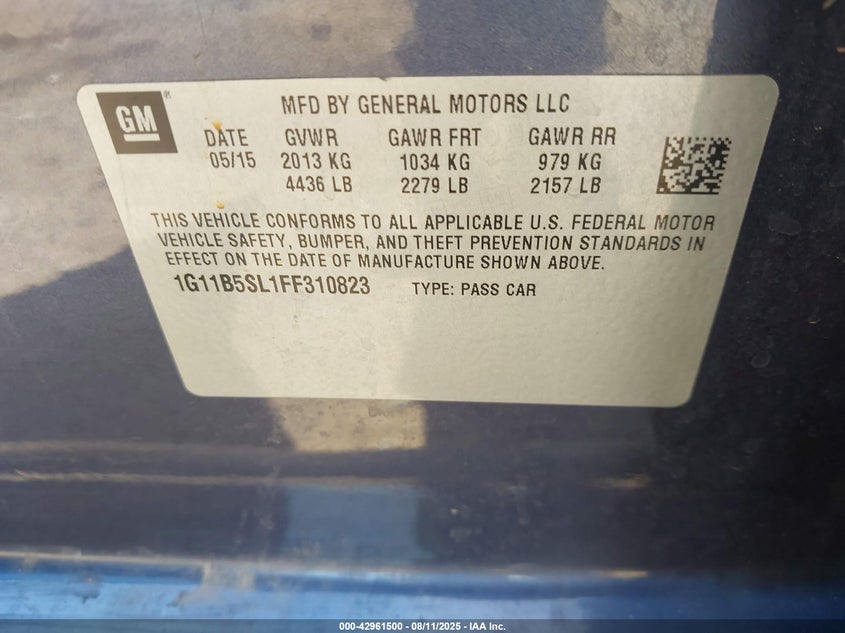 GM
MFD BY GENERAL MOTORS LLC
DATE GVWR GAWR FRT GAWR RR
05/15 2013 KG 1034 KG 979 KG
4436 LB 2279 LB 2157 LB
THIS VEHICLE CONFORMS TO ALL APPLICABLE U.S. FEDERAL MOTOR
VEHICLE SAFETY, BUMPER, AND THEFT PREVENTION STANDARDS IN
EFFECT ON THE DATE OF MANUFACTURE SHOWN ABOVE.
1G11B5SL1FF310823 TYPE: PASS CAR
000-42961500 - 08/11/2025 - IAA Inc.